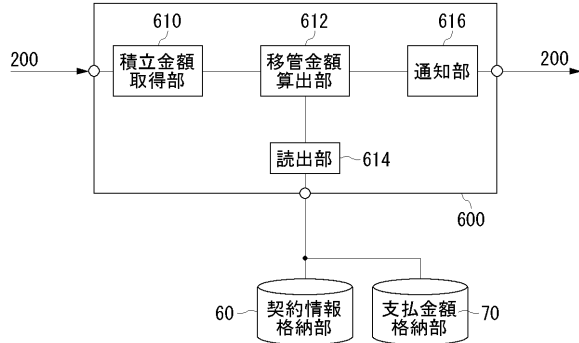 610
612
616
200
200
積立金額
取得部
移管金額
算出部
通知部
読出部
614
600
60
契約情報
格納部
支払金額
格納部
70